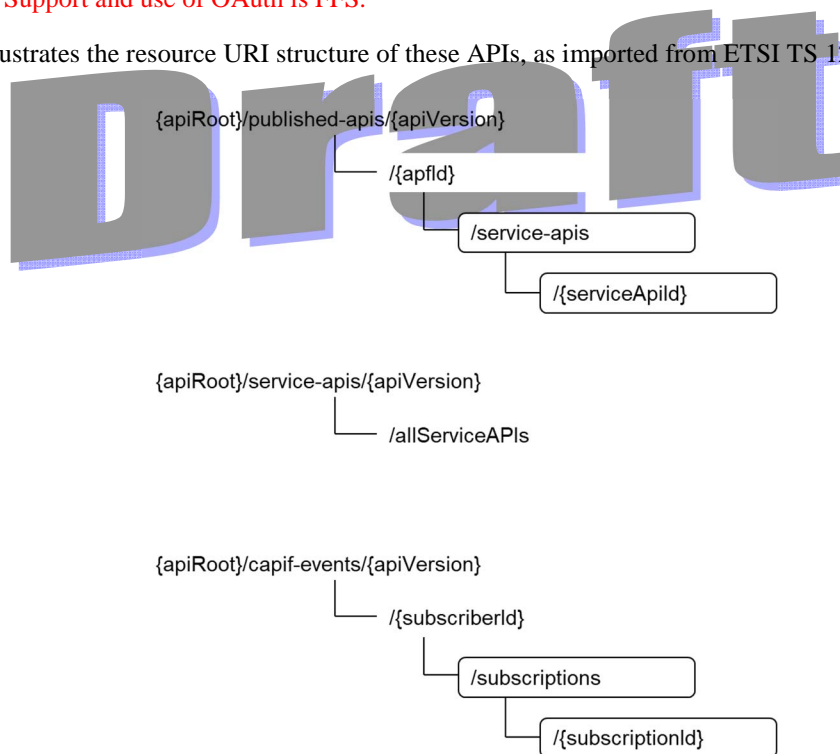 Support and use of OAuth is FFS.
ustrates the resource URI structure of these APIs, as imported from ETSI TS 1
Draft
{apiRoot}/published-apis/{apiVersion}
/{apfId}
/service-apis
/{serviceApiId}
{apiRoot}/service-apis/{apiVersion}
/allServiceAPIs
{apiRoot}/capif-events/{apiVersion}
/{subscriberId}
/subscriptions
/{subscriptionId}